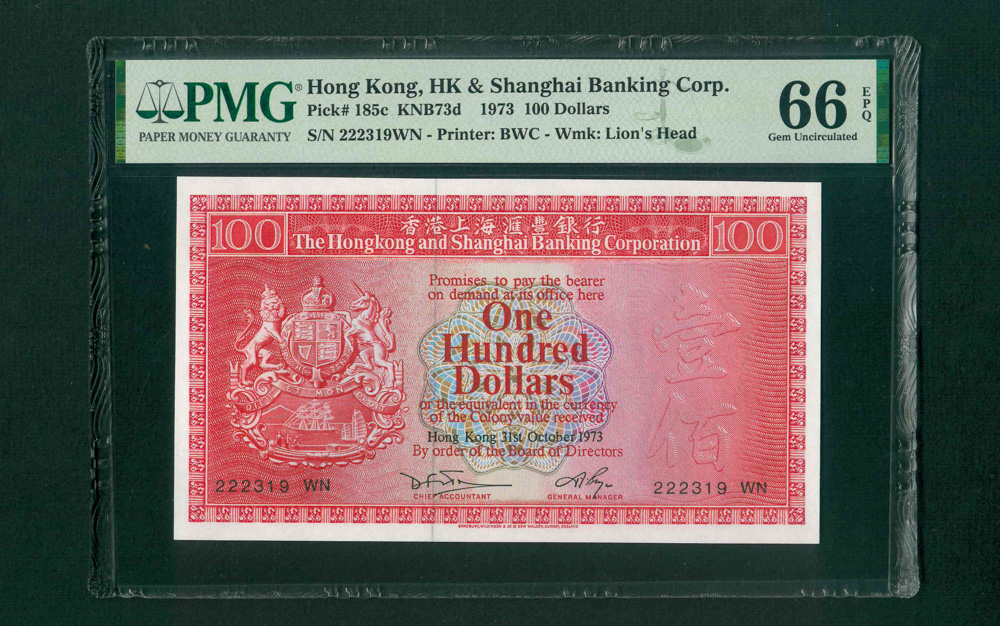 PMG®
PAPER MONEY GUARANTY
Hong Kong, HK & Shanghai Banking Corp.
Pick# 185c KNB73d 1973 100 Dollars
S/N 222319WN - Printer: BWC - Wmk: Lion's Head
66 EPQ
Gem Uncirculated
100
香港上海滙豐銀行
The Hongkong and Shanghai Banking Corporation
100
Promises to pay the bearer
on demand at its office here
One
Hundred
Dollars
or the equivalent in the currency
of the Colony value received
Hong Kong 31st October 1973
By order of the Board of Directors
壹
佰
CHIEF ACCOUNTANT
GENERAL MANAGER
222319 WN
222319 WN